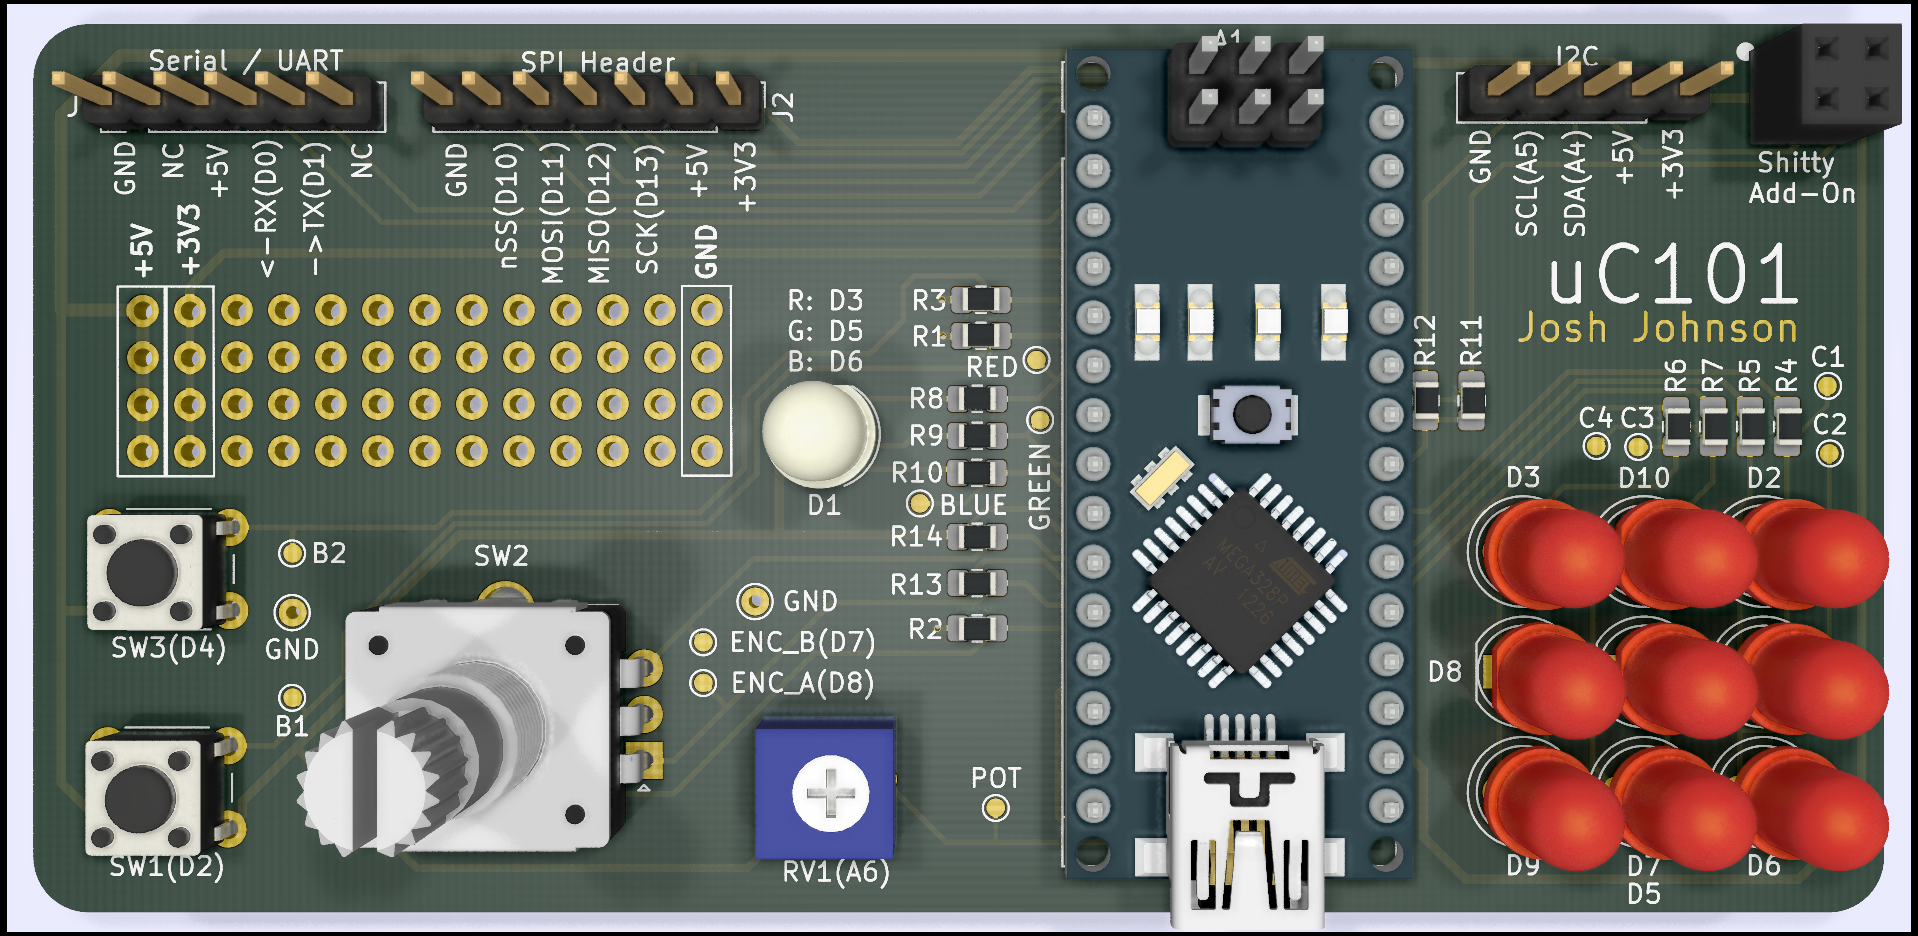 Serial / UART
SPI Header
A1
I2C
J
J2
GND
NC
+5V
<-RX(D0)
->TX(D1)
NC
GND
nSS(D10)
MOSI(D11)
MISO(D12)
SCK(D13)
+5V
+3V3
GND
SCL(A5)
SDA(A4)
+5V
+3V3
Shitty
Add-On
+5V
+3V3
GND
uC101
Josh Johnson
R: D3
G: D5
B: D6
R3
R1
RED
R8
R9
R10
BLUE
GREEN
D1
R14
R13
R2
R12
R11
R6
R7
R5
R4
C1
C4
C3
C2
D3
D10
D2
D8
D9
D7
D6
D5
B2
GND
B1
SW3(D4)
SW1(D2)
SW2
GND
ENC_B(D7)
ENC_A(D8)
RV1(A6)
POT
ATMEL
MEGA328P
AV
1226